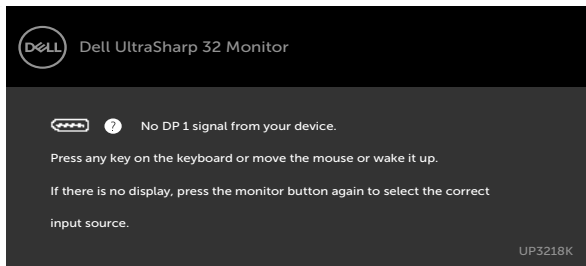 DELL Dell UltraSharp 32 Monitor
? No DP 1 signal from your device.
Press any key on the keyboard or move the mouse or wake it up.
If there is no display, press the monitor button again to select the correct
input source.
UP3218K